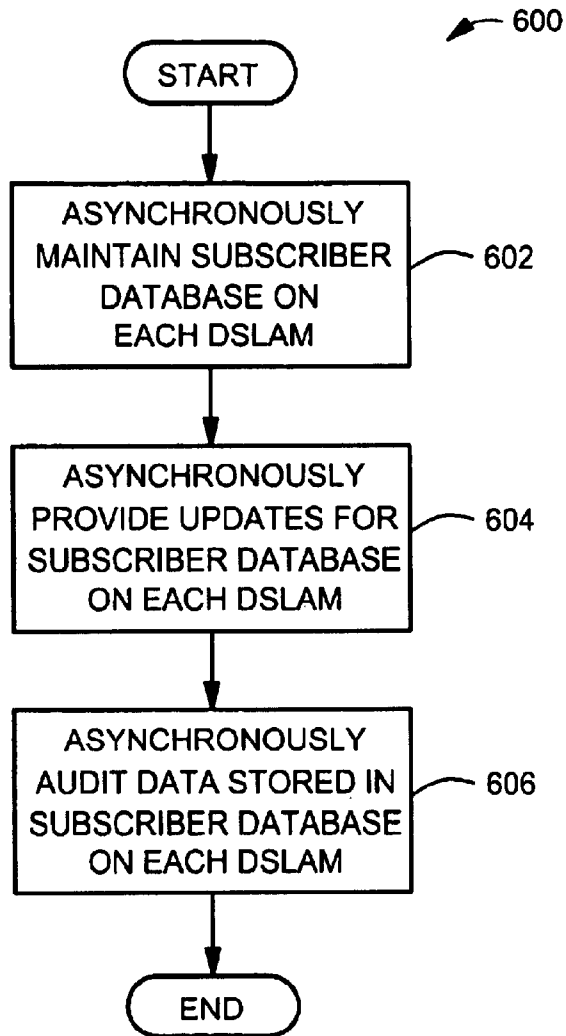 600
START
ASYNCHRONOUSLY
MAINTAIN SUBSCRIBER
DATABASE ON
EACH DSLAM
602
ASYNCHRONOUSLY
PROVIDE UPDATES FOR
SUBSCRIBER DATABASE
ON EACH DSLAM
604
ASYNCHRONOUSLY
AUDIT DATA STORED IN
SUBSCRIBER DATABASE
ON EACH DSLAM
606
END